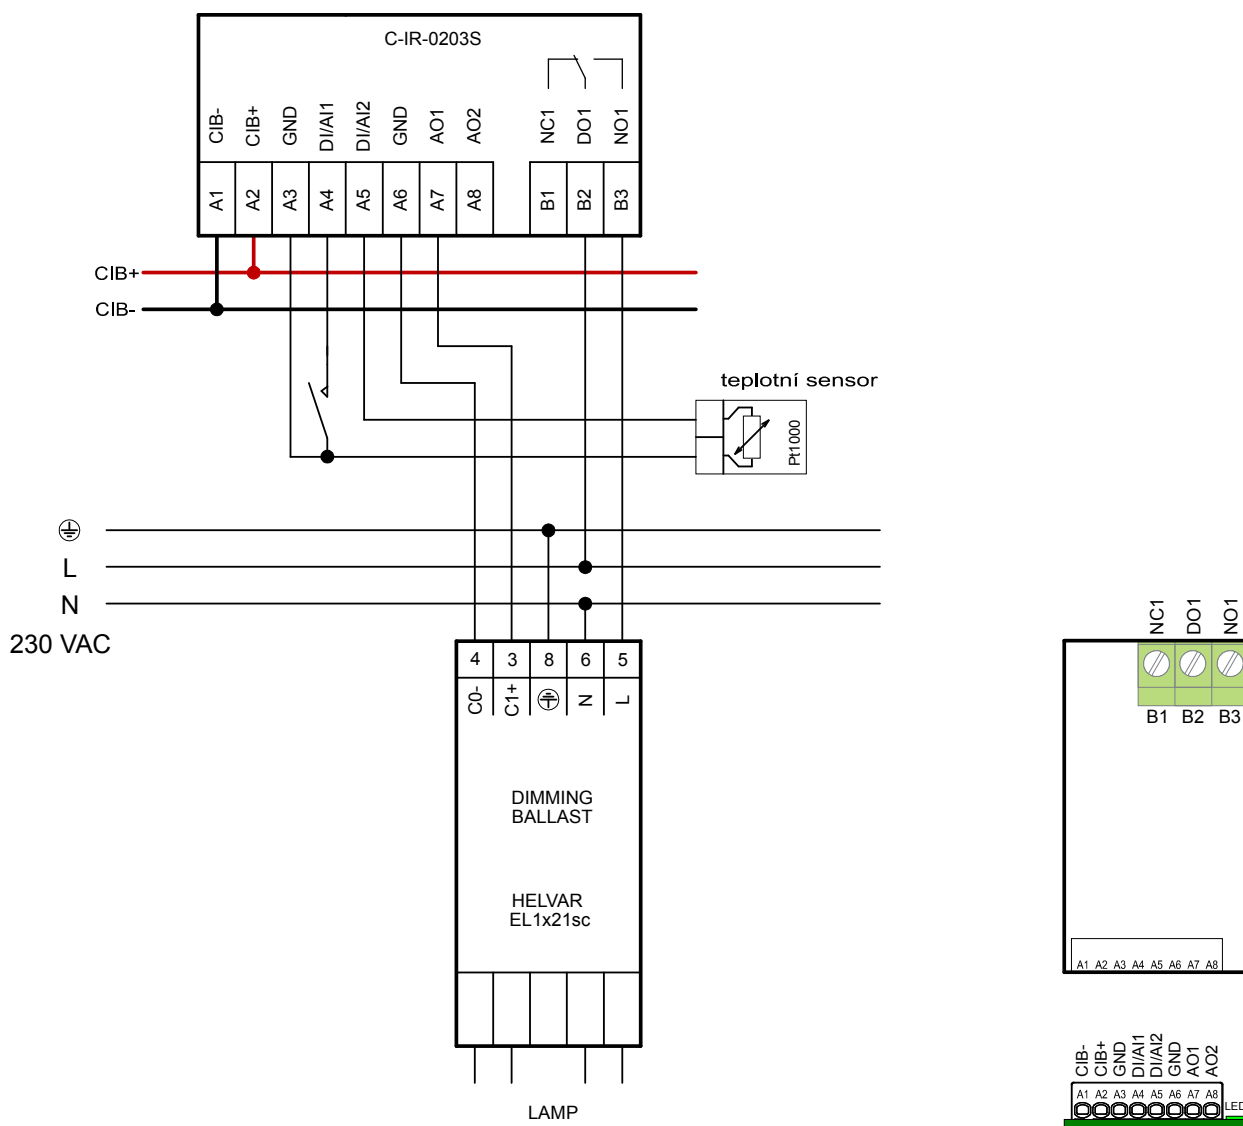 C-IR-0203S
CIB-
CIB+
GND
DI/AI1
DI/AI2
GND
AO1
AO2
NC1
DO1
NO1
A1
A2
A3
A4
A5
A6
A7
A8
B1
B2
B3
CIB+
CIB-
teplotní sensor
Pt1000
L
N
230 VAC
4 3 8 6 5
C0-
C1+
N
L
DIMMING
BALLAST
HELVAR
EL1x21sc
LAMP
NC1
DO1
NO1
B1 B2 B3
A1 A2 A3 A4 A5 A6 A7 A8
CIB-
CIB+
GND
DI/AI1
DI/AI2
GND
AO1
AO2
A1 A2 A3 A4 A5 A6 A7 A8
LED